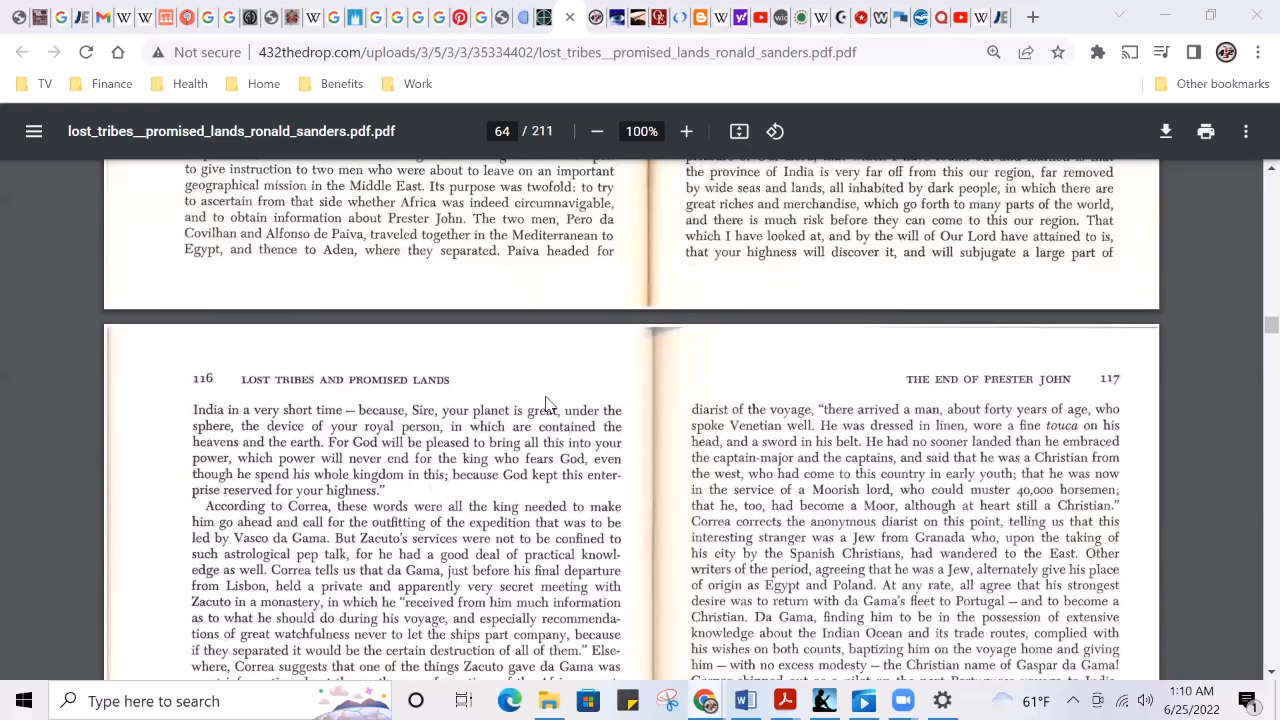 Not secure
432thedrop.com/uploads/3/5/3/3/35334402/lost_tribes__promised_lands_ronald_sanders.pdf.pdf
TV
Finance
Health
Home
Benefits
Work
Other bookmarks
lost_tribes__promised_lands_ronald_sanders.pdf.pdf
64 / 211
100%
to give instruction to two men who were about to leave on an important
geographical mission in the Middle East. Its purpose was twofold: to try
to ascertain from that side whether Africa was indeed circumnavigable,
and to obtain information about Prester John. The two men, Pero da
Covilhan and Alfonso de Paiva, traveled together in the Mediterranean to
Egypt, and thence to Aden, where they separated. Paiva headed for
the province of India is very far off from this our region, far removed
by wide seas and lands, all inhabited by dark people, in which there are
great riches and merchandise, which go forth to many parts of the world,
and there is much risk before they can come to this our region. That
which I have looked at, and by the will of Our Lord have attained to is,
that your highness will discover it, and will subjugate a large part of
116 LOST TRIBES AND PROMISED LANDS
India in a very short time — because, Sire, your planet is great, under the
sphere, the device of your royal person, in which are contained the
heavens and the earth. For God will be pleased to bring all this into your
power, which power will never end for the king who fears God, even
though he spend his whole kingdom in this; because God kept this enter-
prise reserved for your highness."
According to Correa, these words were all the king needed to make
him go ahead and call for the outfitting of the expedition that was to be
led by Vasco da Gama. But Zacuto's services were not to be confined to
such astrological pep talk, for he had a good deal of practical knowl-
edge as well. Correa tells us that da Gama, just before his final departure
from Lisbon, held a private and apparently very secret meeting with
Zacuto in a monastery, in which he "received from him much information
as to what he should do during his voyage, and especially recommenda-
tions of great watchfulness never to let the ships part company, because
if they separated it would be the certain destruction of all of them." Else-
where, Correa suggests that one of the things Zacuto gave da Gama was
THE END OF PRESTER JOHN 117
diarist of the voyage, "there arrived a man, about forty years of age, who
spoke Venetian well. He was dressed in linen, wore a fine touca on his
head, and a sword in his belt. He had no sooner landed than he embraced
the captain-major and the captains, and said that he was a Christian from
the west, who had come to this country in early youth; that he was now
in the service of a Moorish lord, who could muster 40,000 horsemen;
that he, too, had become a Moor, although at heart still a Christian."
Correa corrects the anonymous diarist on this point, telling us that this
interesting stranger was a Jew from Granada who, upon the taking of
his city by the Spanish Christians, had wandered to the East. Other
writers of the period, agreeing that he was a Jew, alternately give his place
of origin as Egypt and Poland. At any rate, all agree that his strongest
desire was to return with da Gama's fleet to Portugal — and to become a
Christian. Da Gama, finding him to be in the possession of extensive
knowledge about the Indian Ocean and its trade routes, complied with
his wishes on both counts, baptizing him on the voyage home and giving
him — with no excess modesty — the Christian name of Gaspar da Gama!
Type here to search
61°F
1:10 AM
6/25/2022